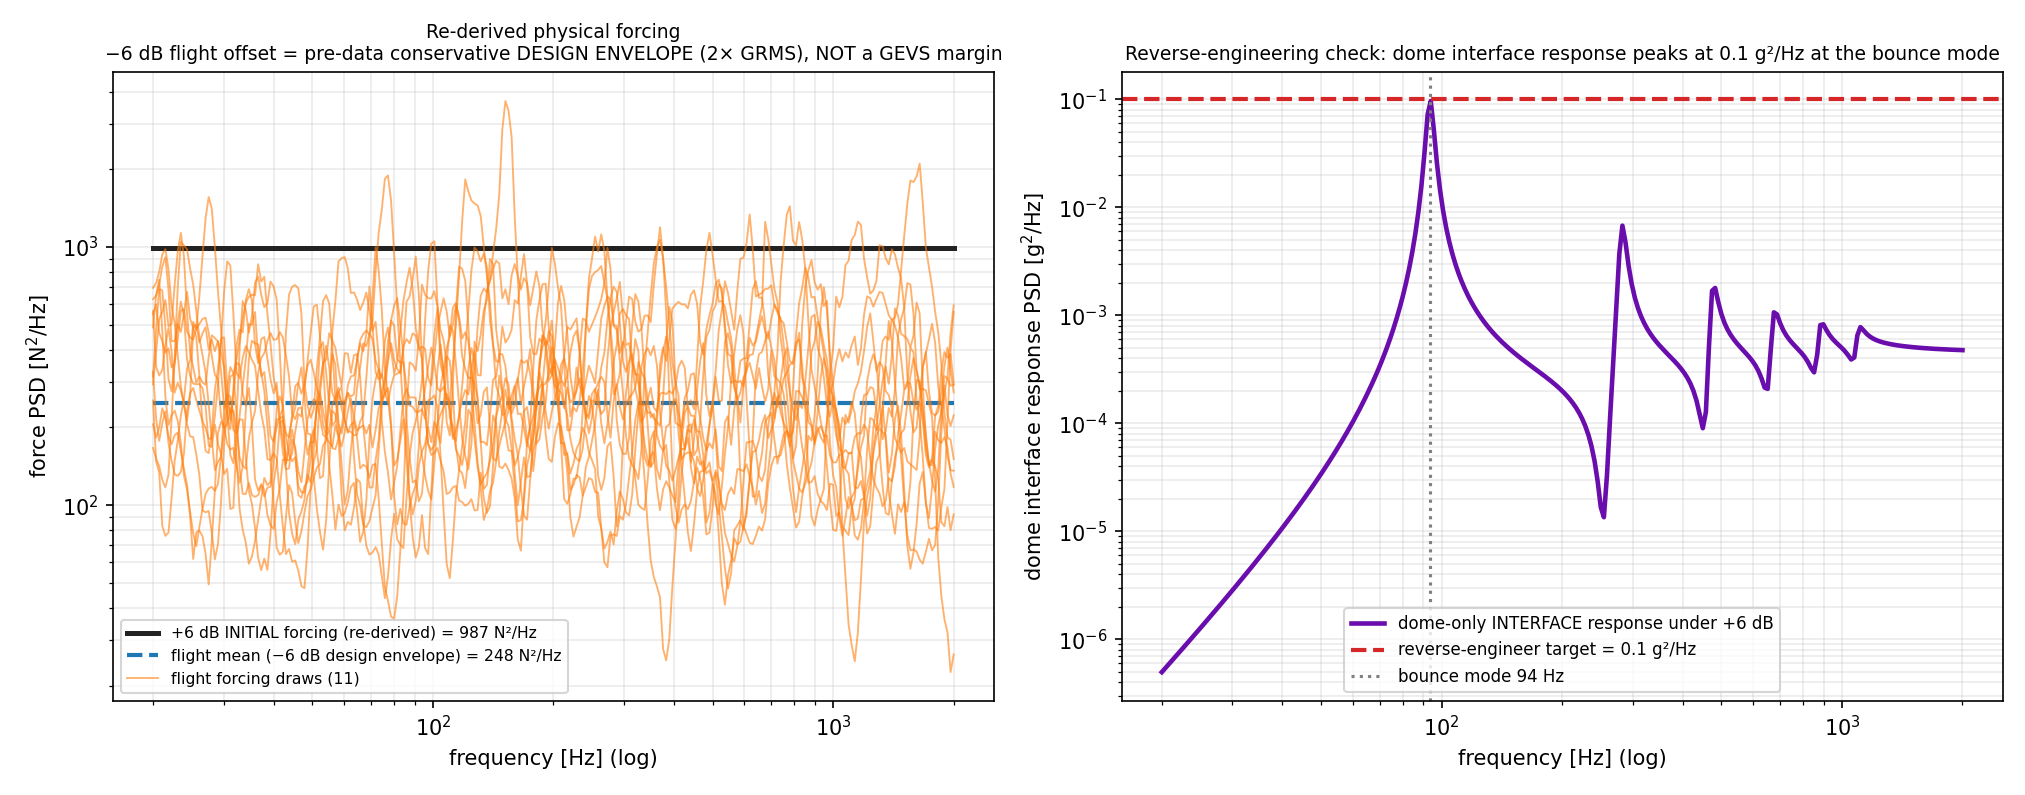 Re-derived physical forcing
−6 dB flight offset = pre-data conservative DESIGN ENVELOPE (2× GRMS), NOT a GEVS margin
force PSD [N²/Hz]
10³
10²
+6 dB INITIAL forcing (re-derived) = 987 N²/Hz
flight mean (−6 dB design envelope) = 248 N²/Hz
flight forcing draws (11)
10² 10³
frequency [Hz] (log)
Reverse-engineering check: dome interface response peaks at 0.1 g²/Hz at the bounce mode
dome interface response PSD [g²/Hz]
10⁻¹
10⁻²
10⁻³
10⁻⁴
10⁻⁵
10⁻⁶
dome-only INTERFACE response under +6 dB
reverse-engineer target = 0.1 g²/Hz
bounce mode 94 Hz
10² 10³
frequency [Hz] (log)